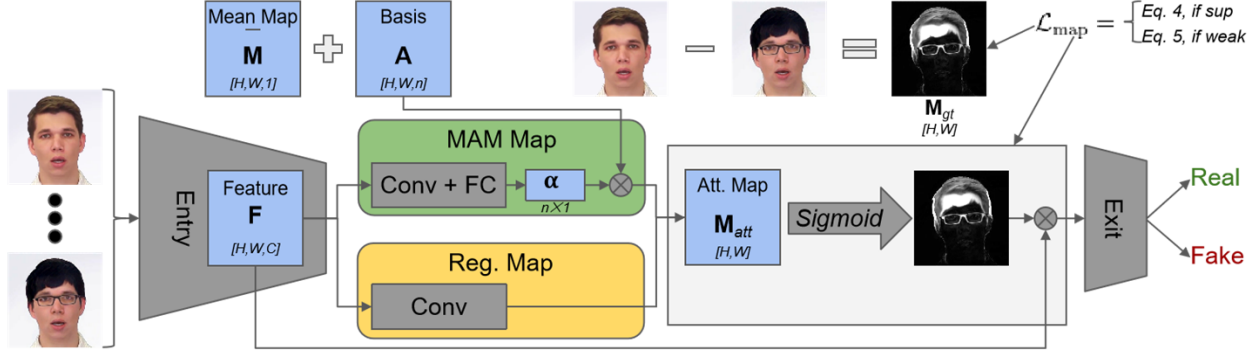 Mean Map
M̅
[H,W,1]
Basis
A
[H,W,n]
M_gt
[H,W]
ℒ_map =
Eq. 4, if sup
Eq. 5, if weak
Entry
Feature
F
[H,W,C]
MAM Map
Conv + FC
α
n×1
Reg. Map
Conv
Att. Map
M_att
[H,W]
Sigmoid
Exit
Real
Fake